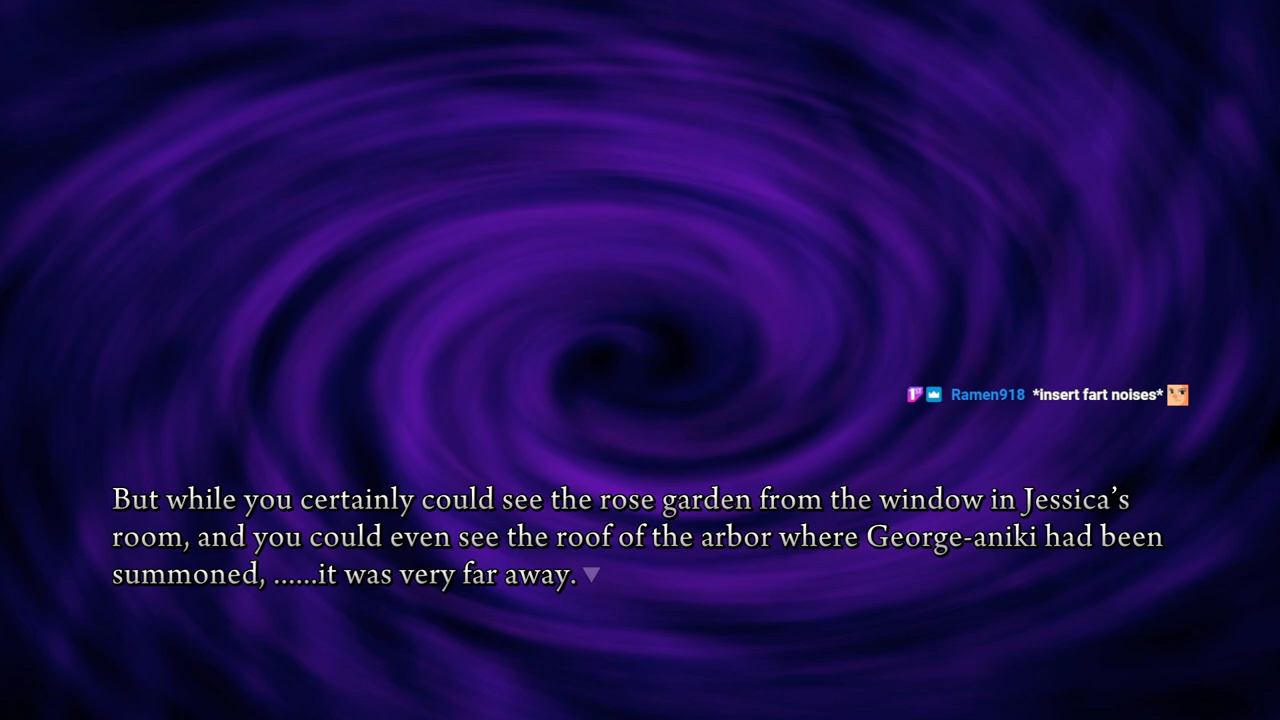 Ramen918 *insert fart noises*
But while you certainly could see the rose garden from the window in Jessica's
room, and you could even see the roof of the arbor where George-aniki had been
summoned, ......it was very far away.